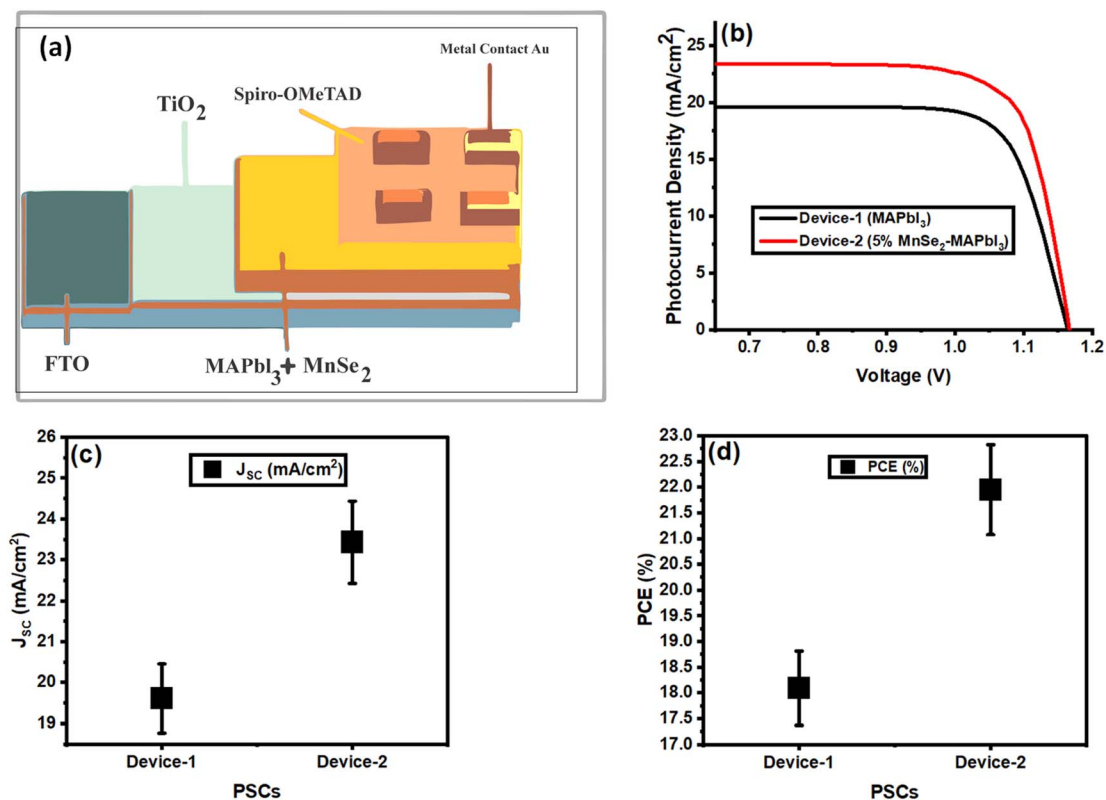 (a)
Metal Contact Au
Spiro-OMeTAD
TiO2
FTO
MAPbI3+ MnSe2
(b)
Photocurrent Density (mA/cm2)
25
20
15
10
5
0
Device-1 (MAPbI3)
Device-2 (5% MnSe2-MAPbI3)
0.7 0.8 0.9 1.0 1.1 1.2
Voltage (V)
(c)
JSC (mA/cm2)
26
25
24
23
22
21
20
19
JSC (mA/cm2)
Device-1 Device-2
PSCs
(d)
PCE (%)
23.0
22.5
22.0
21.5
21.0
20.5
20.0
19.5
19.0
18.5
18.0
17.5
17.0
PCE (%)
Device-1 Device-2
PSCs